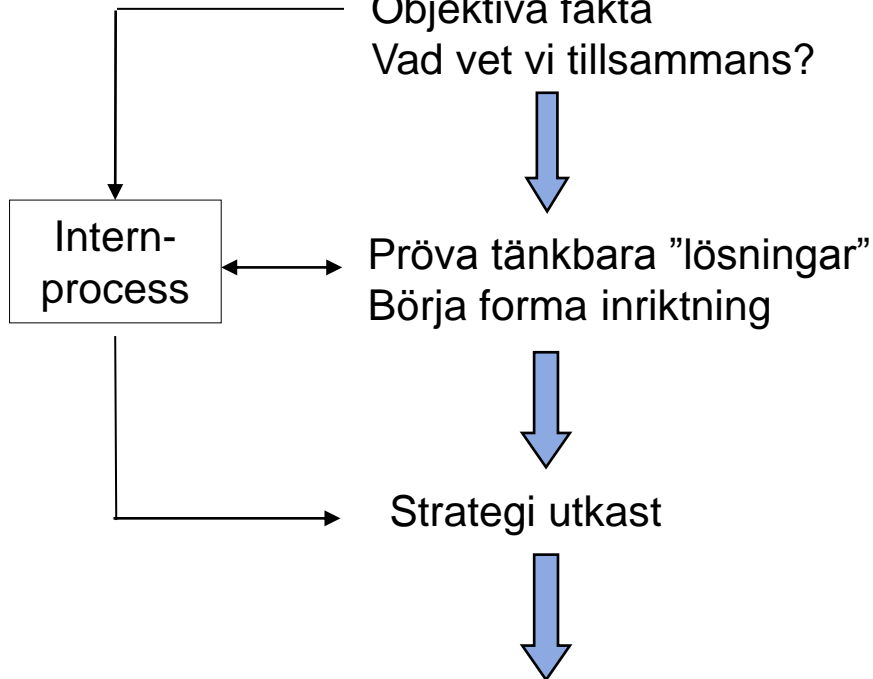 Objektiva fakta
Vad vet vi tillsammans?
Intern-
process
Pröva tänkbara ”lösningar”
Börja forma inriktning
Strategi utkast